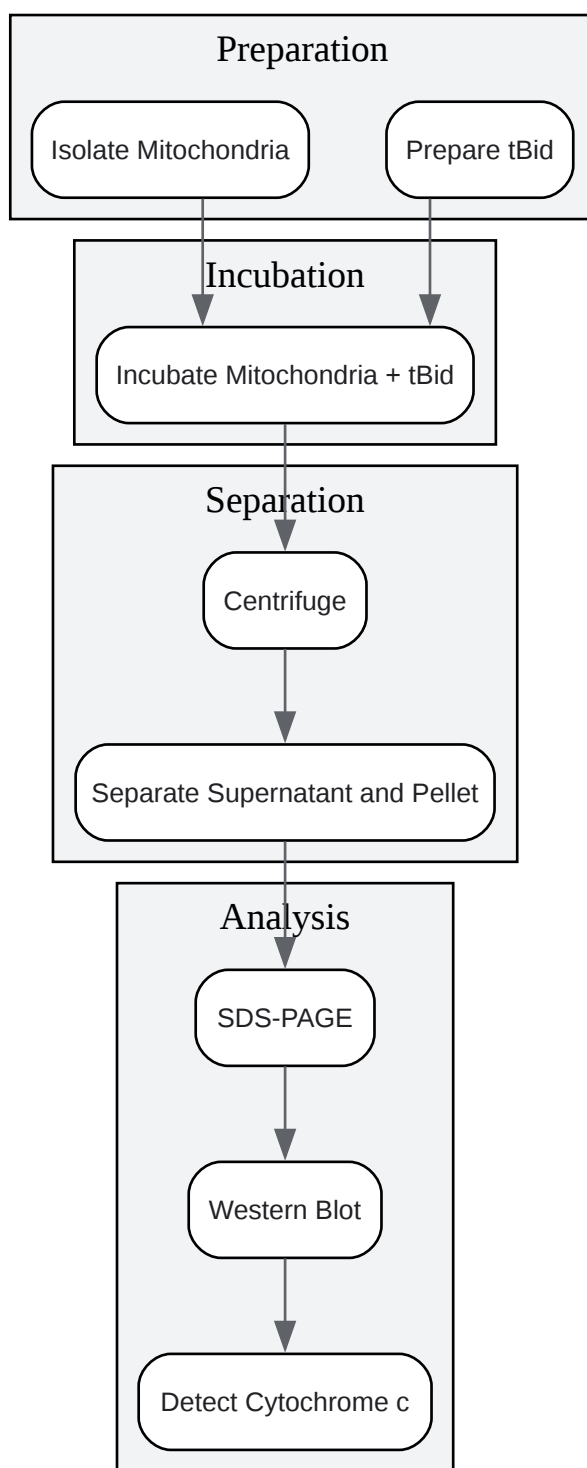 Preparation
Isolate Mitochondria
Prepare tBid
Incubation
Incubate Mitochondria + tBid
Separation
Centrifuge
Separate Supernatant and Pellet
Analysis
SDS-PAGE
Western Blot
Detect Cytochrome c